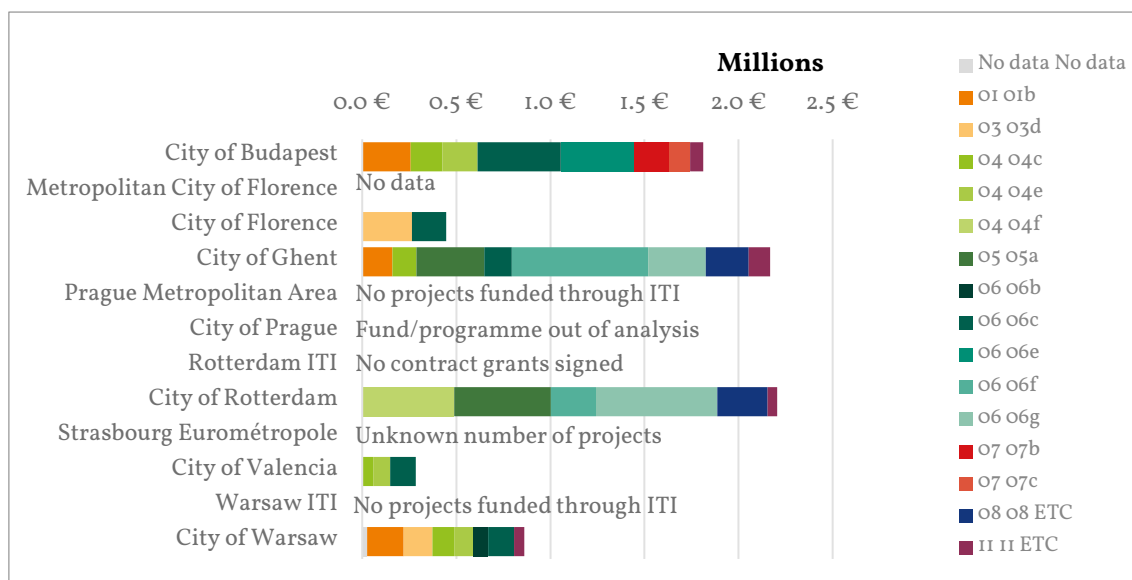 Millions
0.0 € 0.5 € 1.0 € 1.5 € 2.0 € 2.5 €
City of Budapest
Metropolitan City of Florence No data
City of Florence
City of Ghent
Prague Metropolitan Area No projects funded through ITI
City of Prague Fund/programme out of analysis
Rotterdam ITI No contract grants signed
City of Rotterdam
Strasbourg Eurométropole Unknown number of projects
City of Valencia
Warsaw ITI No projects funded through ITI
City of Warsaw
No data No data
01 01b
03 03d
04 04c
04 04e
04 04f
05 05a
06 06b
06 06c
06 06e
06 06f
06 06g
07 07b
07 07c
08 08 ETC
11 11 ETC